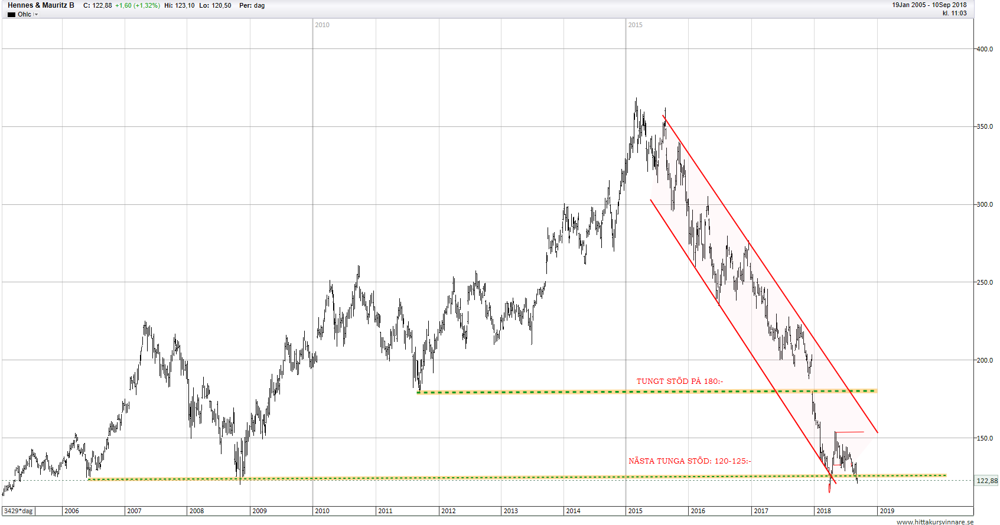 Hennes & Mauritz B C: 122,88 +1,60 (+1,32%) Hi: 123,10 Lo: 120,50 Per: dag
19Jan 2005 - 10Sep 2018
Ohlc
kl. 11:03
2010
2015
400.0
350.0
300.0
250.0
200.0
TUNGT STÖD PÅ 180:-
150.0
NÄSTA TUNGA STÖD: 120-125:-
122,88
3429*dag 2006 2007 2008 2009 2010 2011 2012 2013 2014 2015 2016 2017 2018 2019
www.hittakursvinnare.se